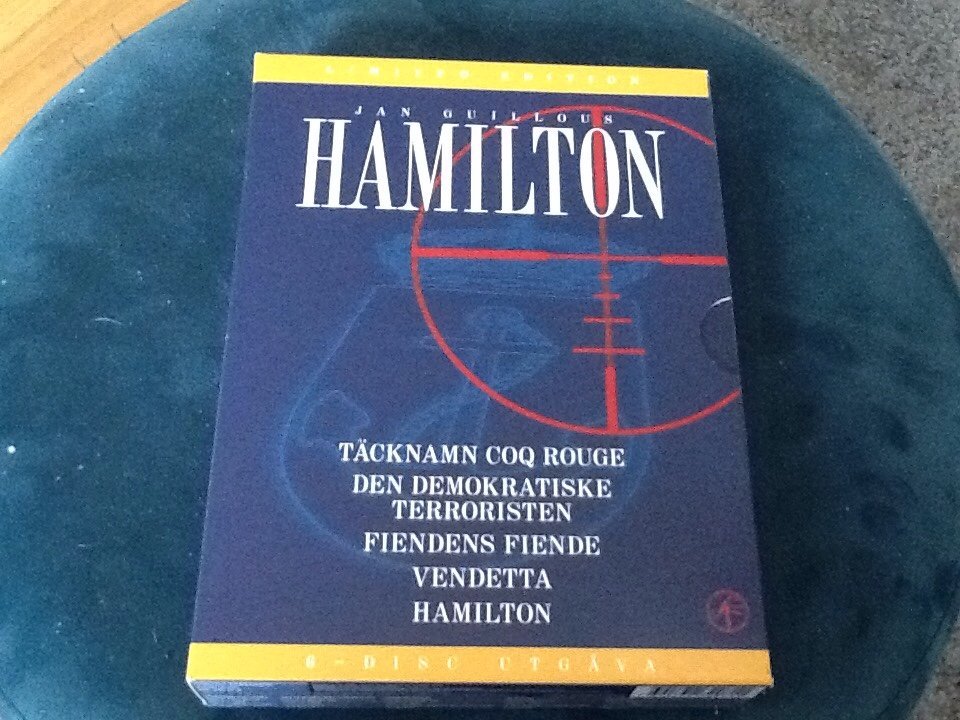 LIMITED EDITION
JAN GUILLOUS
HAMILTON
TÄCKNAMN COQ ROUGE
DEN DEMOKRATISKE
TERRORISTEN
FIENDENS FIENDE
VENDETTA
HAMILTON
6-DISC UTGÅVA